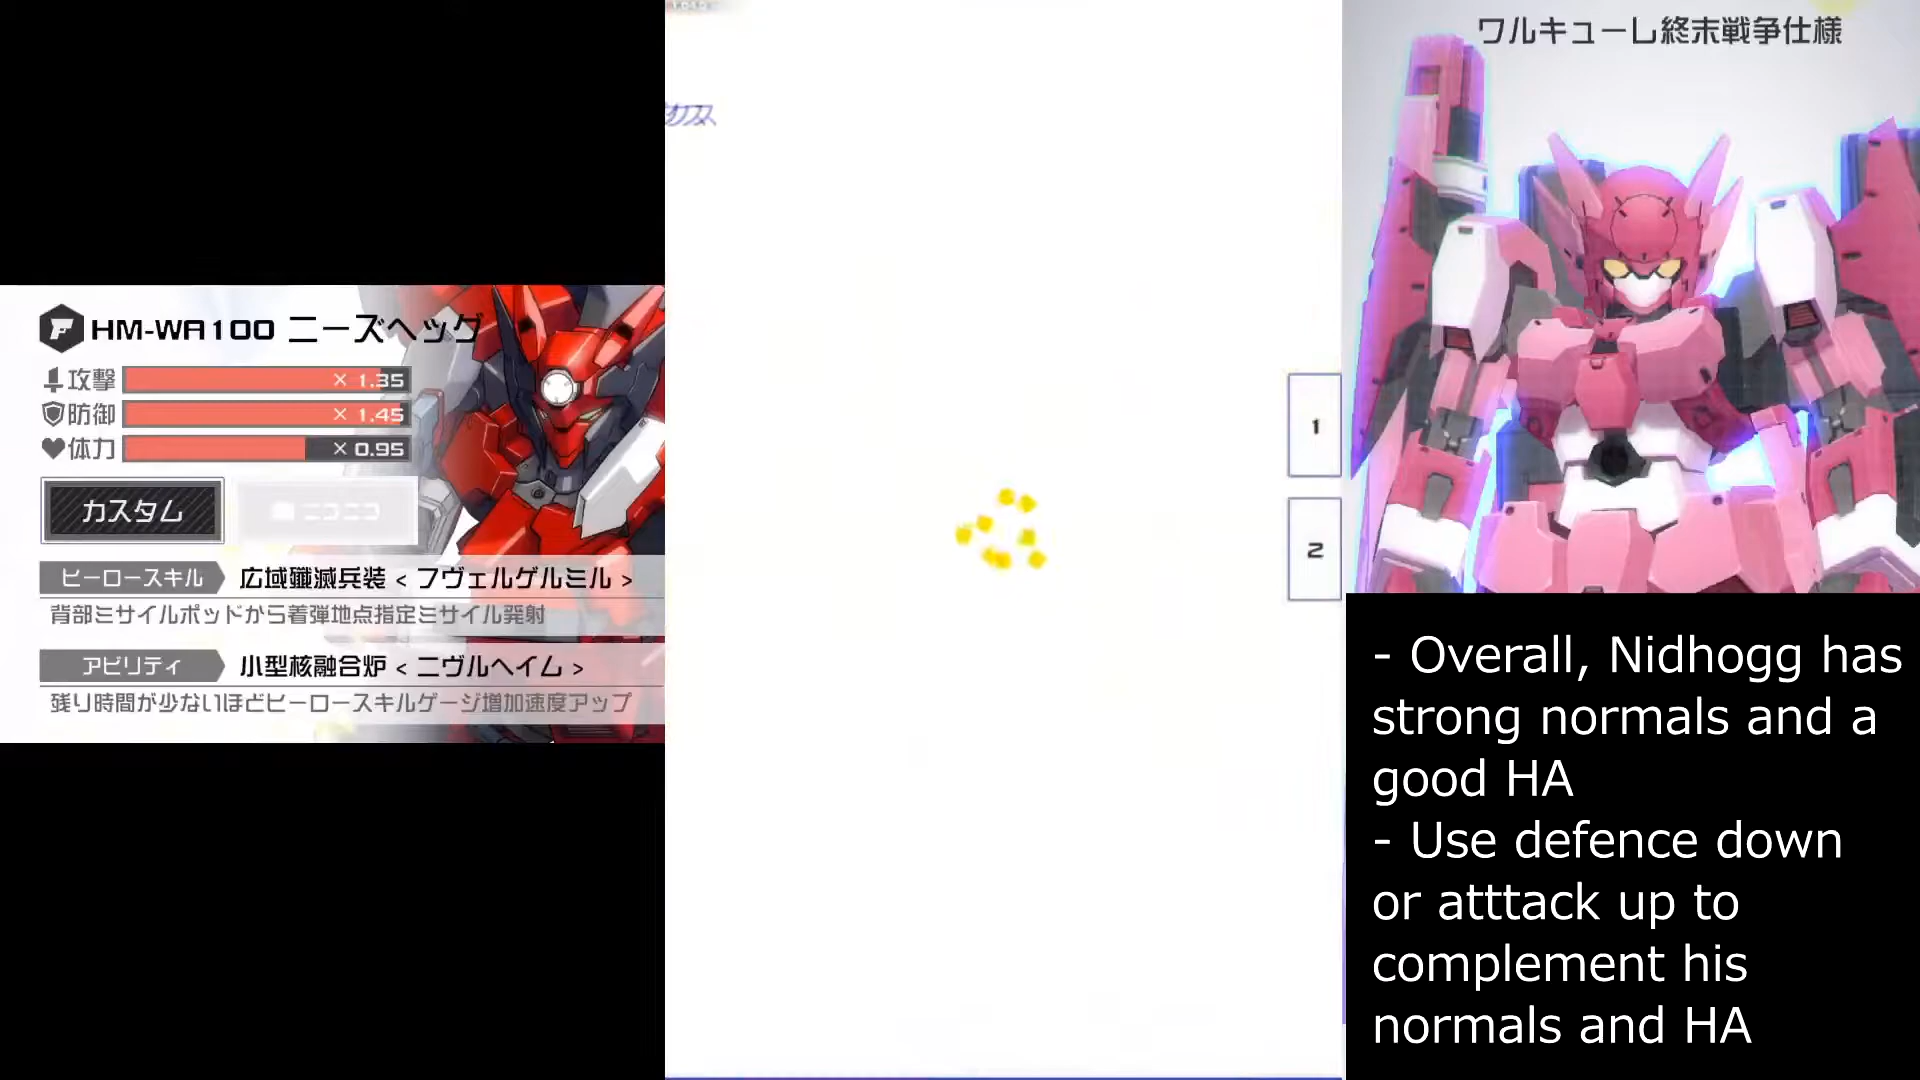 HM-WA100 ニーズヘッグ
攻撃 × 1.35
防御 × 1.45
体力 × 0.95
カスタム
ニコニコ
ヒーロースキル 広域殲滅兵装 < フヴェルゲルミル >
背部ミサイルポッドから着弾地点指定ミサイル発射
アビリティ 小型核融合炉 < ニヴルヘイム >
残り時間が少ないほどヒーロースキルゲージ増加速度アップ
1
2
ワルキューレ終末戦争仕様
- Overall, Nidhogg has
strong normals and a
good HA
- Use defence down
or atttack up to
complement his
normals and HA